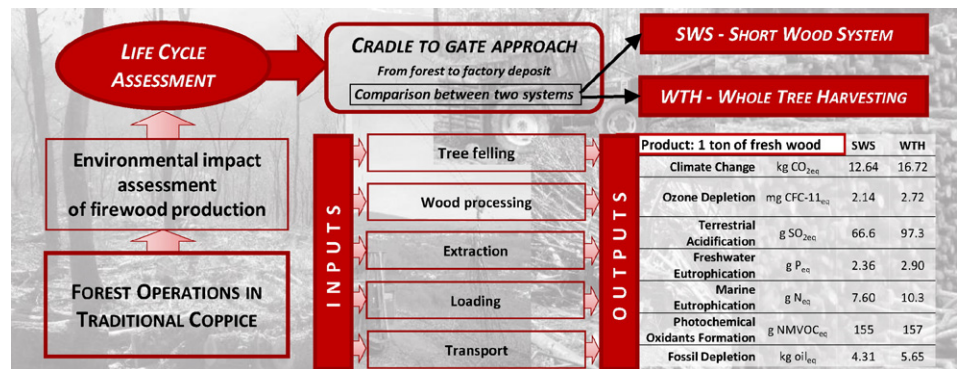 LIFE CYCLE
ASSESSMENT
CRADLE TO GATE APPROACH
From forest to factory deposit
Comparison between two systems
SWS - SHORT WOOD SYSTEM
WTH - WHOLE TREE HARVESTING
Environmental impact
assessment
of firewood production
FOREST OPERATIONS IN
TRADITIONAL COPPICE
INPUTS
Tree felling
Wood processing
Extraction
Loading
Transport
OUTPUTS
Product: 1 ton of fresh wood SWS WTH
Climate Change kg CO2eq 12.64 16.72
Ozone Depletion mg CFC-11eq 2.14 2.72
Terrestrial
Acidification g SO2eq 66.6 97.3
Freshwater
Eutrophication g Peq 2.36 2.90
Marine
Eutrophication g Neq 7.60 10.3
Photochemical
Oxidants Formation g NMVOCeq 155 157
Fossil Depletion kg oileq 4.31 5.65